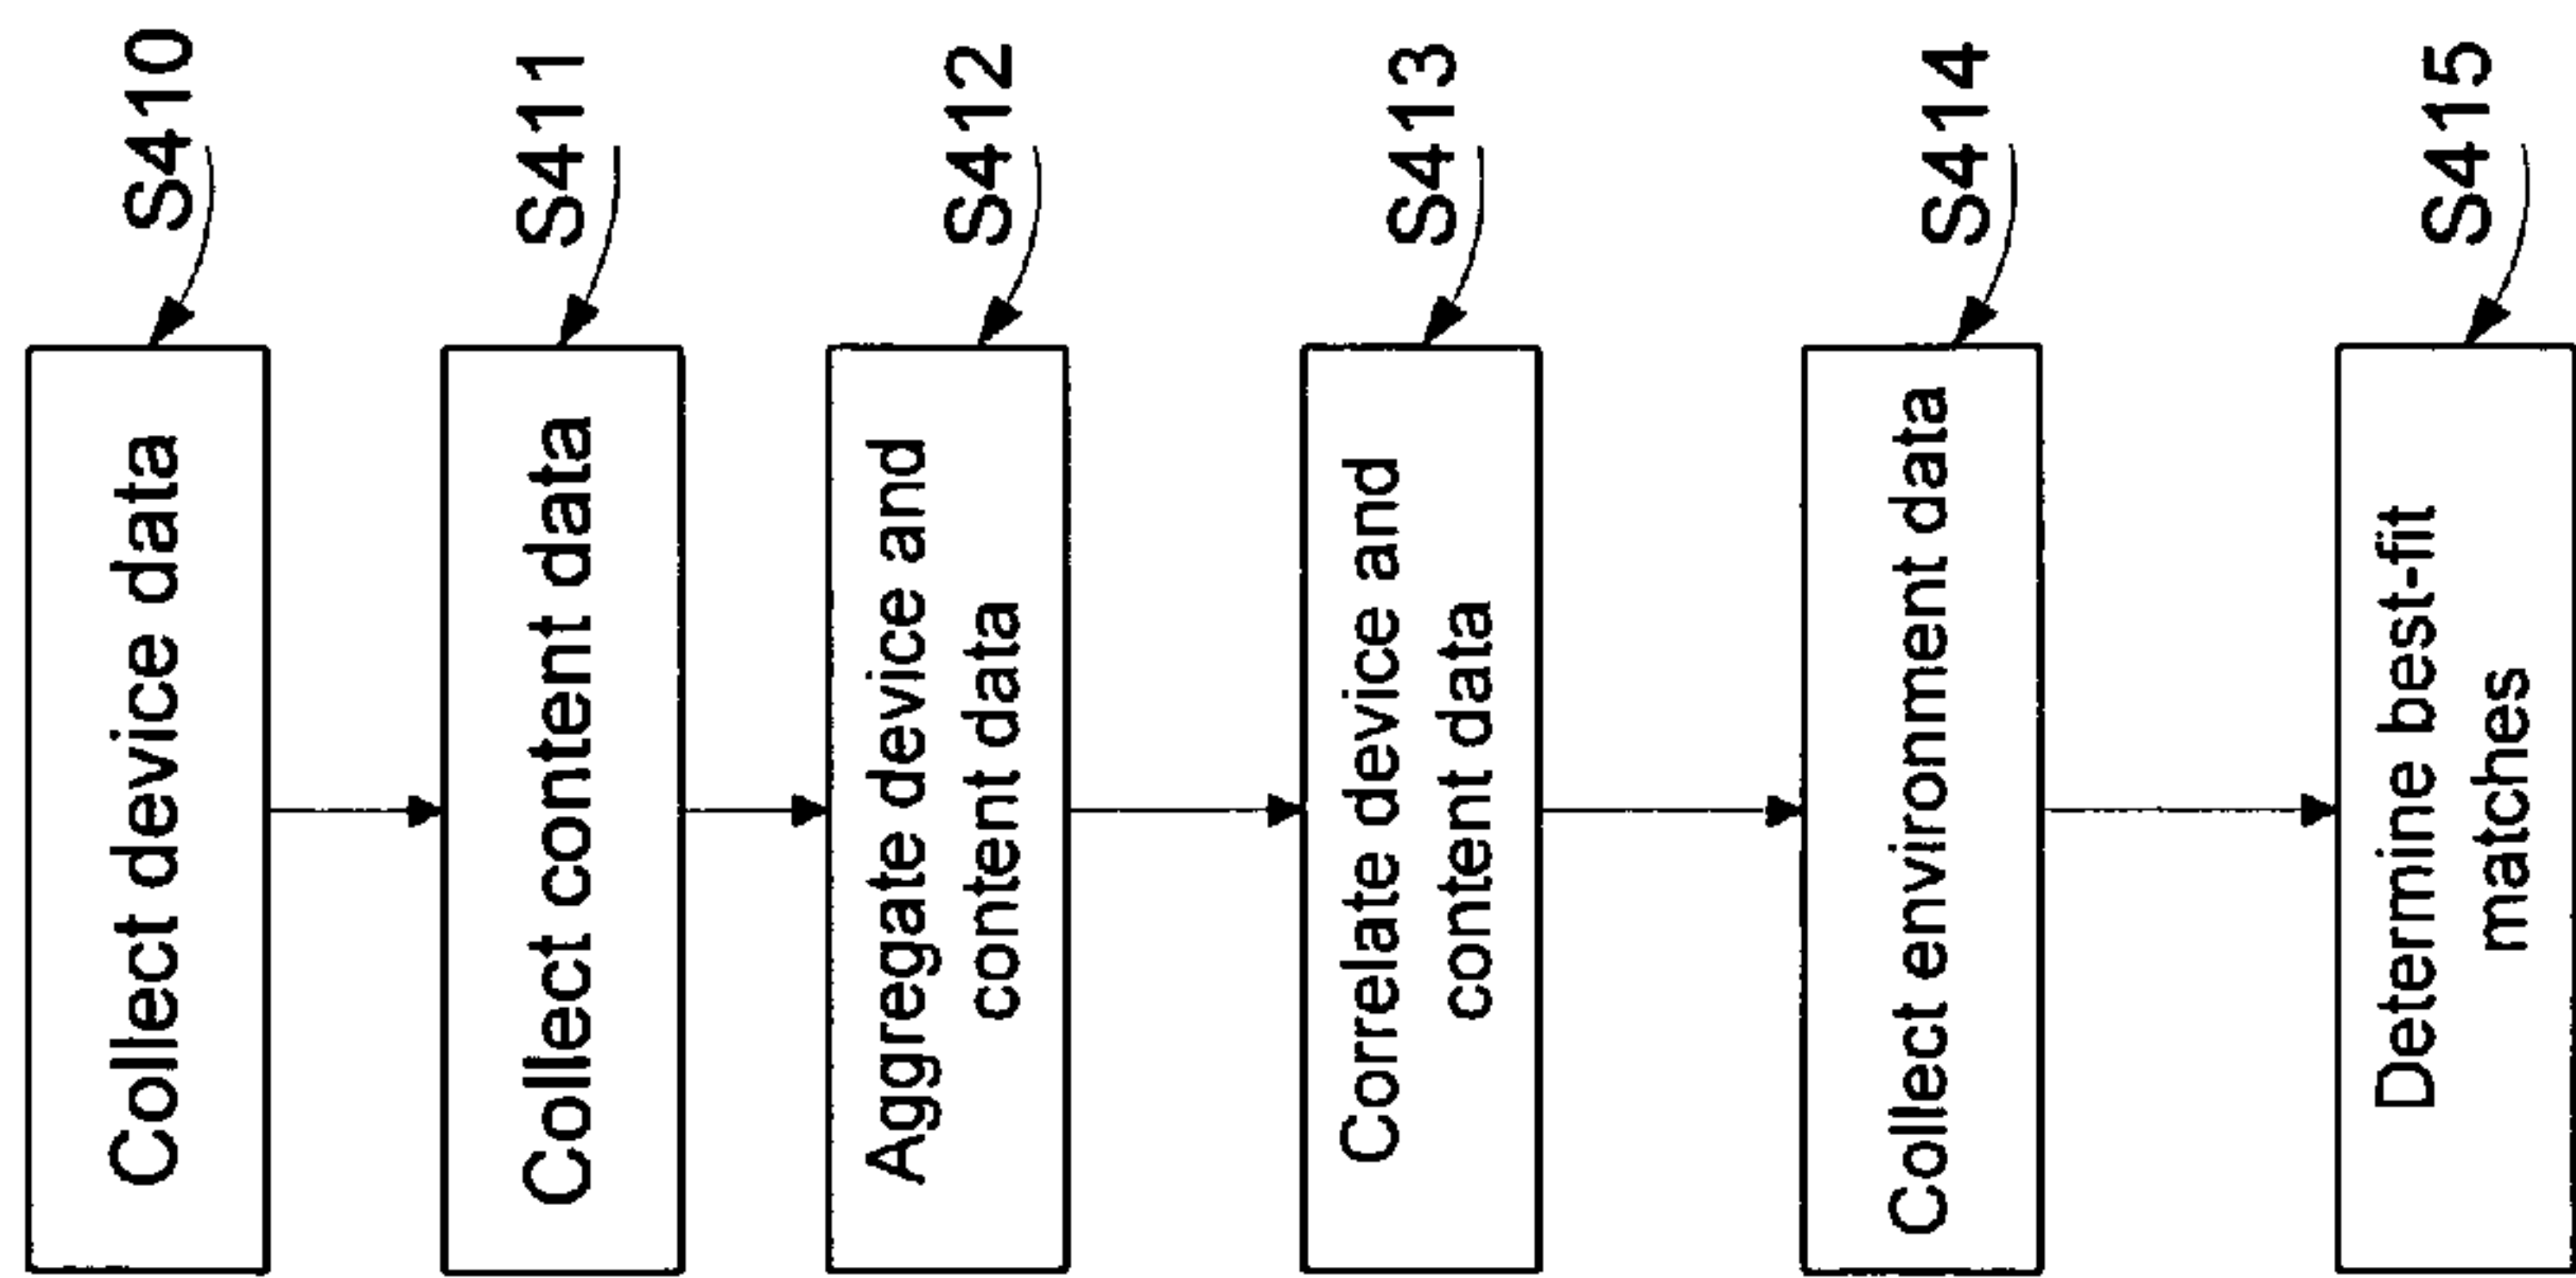 Collect device data
S410
Collect content data
S411
Aggregate device and
content data
S412
Correlate device and
content data
S413
Collect environment data
S414
Determine best-fit
matches
S415